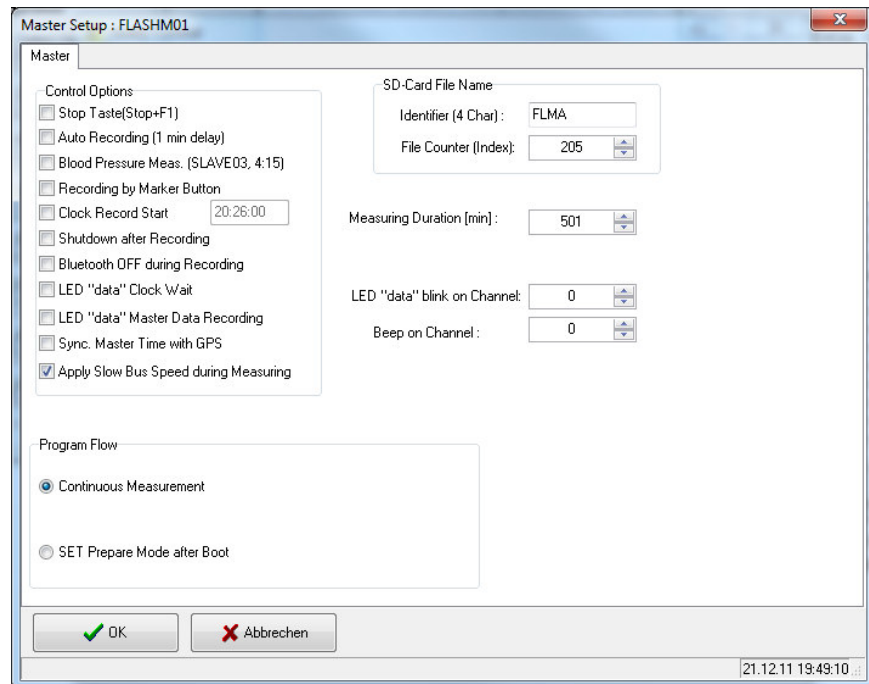 Master Setup : FLASHM01
Master
Control Options
Stop Taste(Stop+F1)
Auto Recording (1 min delay)
Blood Pressure Meas. (SLAVE03, 4:15)
Recording by Marker Button
Clock Record Start 20:26:00
Shutdown after Recording
Bluetooth OFF during Recording
LED "data" Clock Wait
LED "data" Master Data Recording
Sync. Master Time with GPS
Apply Slow Bus Speed during Measuring
SD-Card File Name
Identifier (4 Char) : FLMA
File Counter (Index): 205
Measuring Duration [min] : 501
LED "data" blink on Channel: 0
Beep on Channel : 0
Program Flow
Continuous Measurement
SET Prepare Mode after Boot
OK
Abbrechen
21.12.11 19:49:10